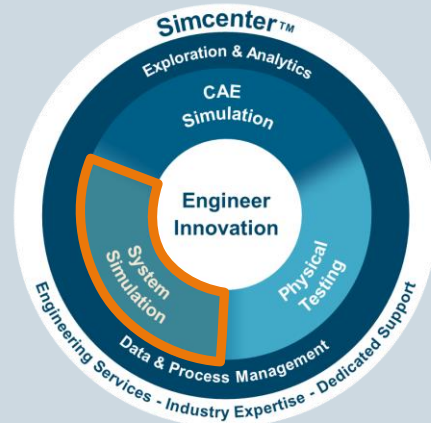 Simcenter™
Exploration & Analytics
CAE
Simulation
Engineer
Innovation
System
Simulation
Physical
Testing
Data & Process Management
Engineering Services - Industry Expertise - Dedicated Support